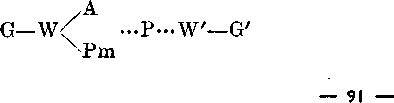 A
G—W< ...P...W'—G'
Pm
— 91 —